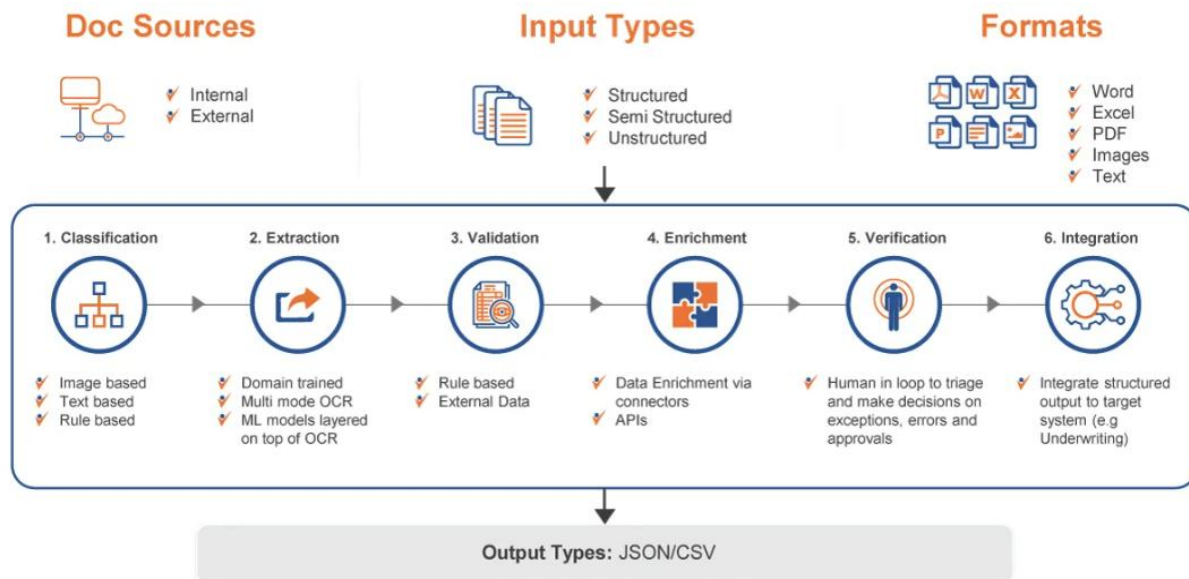 Doc Sources
Internal
External
Input Types
Structured
Semi Structured
Unstructured
Formats
W
X
P
Word
Excel
PDF
Images
Text
1. Classification
Image based
Text based
Rule based
2. Extraction
Domain trained
Multi mode OCR
ML models layered
on top of OCR
3. Validation
Rule based
External Data
4. Enrichment
Data Enrichment via
connectors
APIs
5. Verification
Human in loop to triage
and make decisions on
exceptions, errors and
approvals
6. Integration
Integrate structured
output to target
system (e.g
Underwriting)
Output Types: JSON/CSV